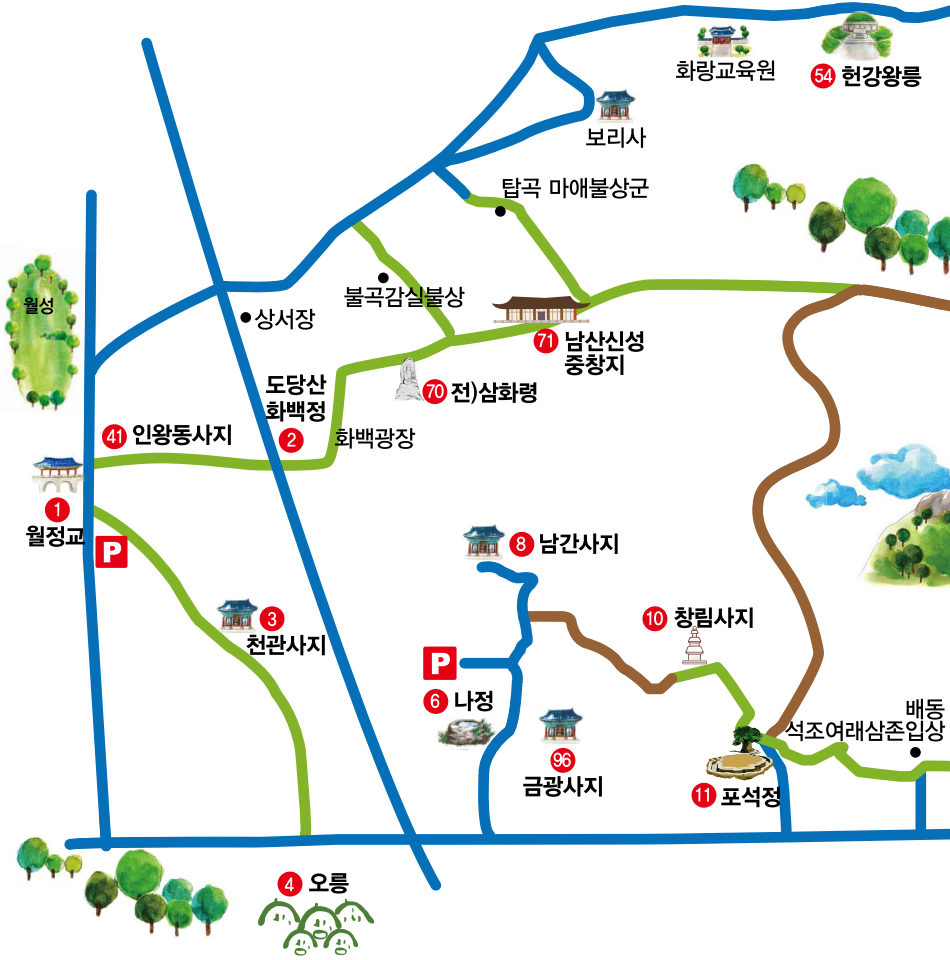 화랑교육원
54 헌강왕릉
보리사
탑곡 마애불상군
월성
불곡감실불상
상서장
71 남산신성
중창지
도당산
화백정
2
70 전)삼화령
41 인왕동사지
화백광장
1
월정교
P
8 남간사지
3
천관사지
10 창림사지
P
6 나정
배동
석조여래삼존입상
96
금광사지
11 포석정
4 오릉